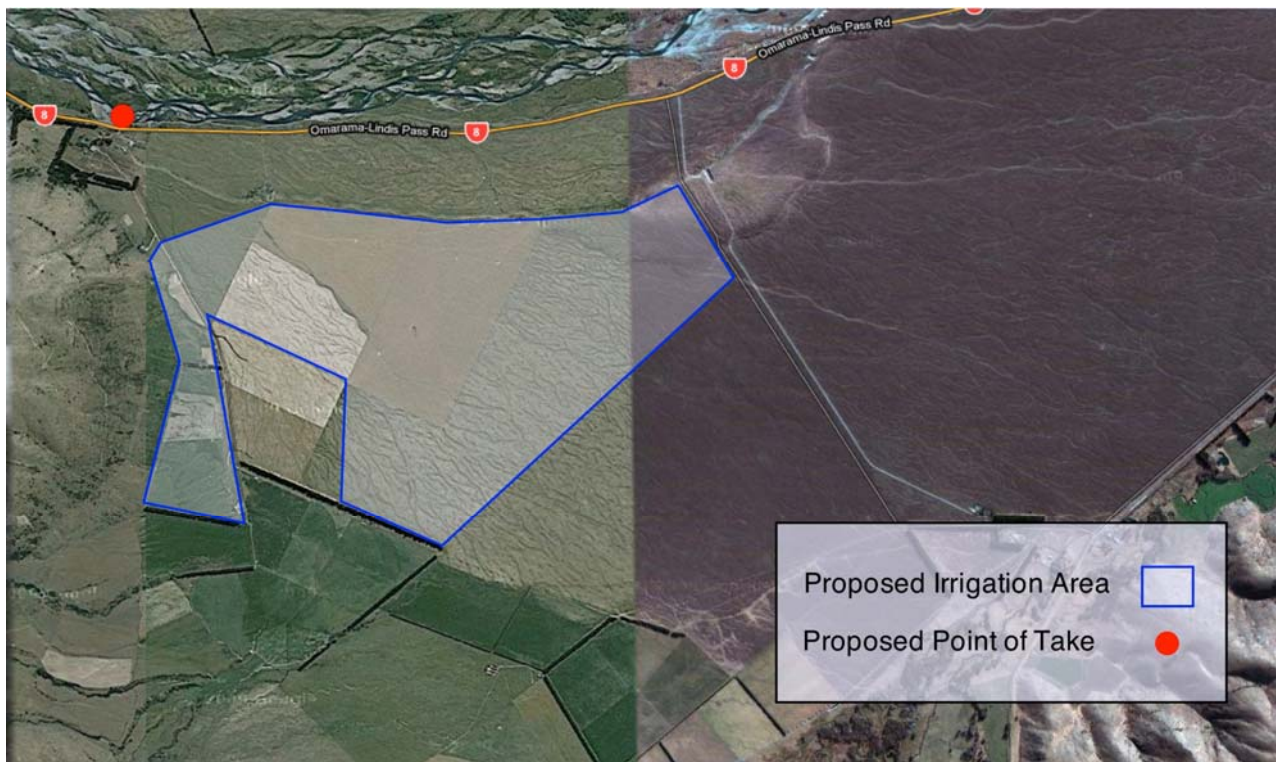 8
Omarama-Lindis Pass Rd
8
8
Omarama-Lindis Pass Rd
8
Proposed Irrigation Area
Proposed Point of Take